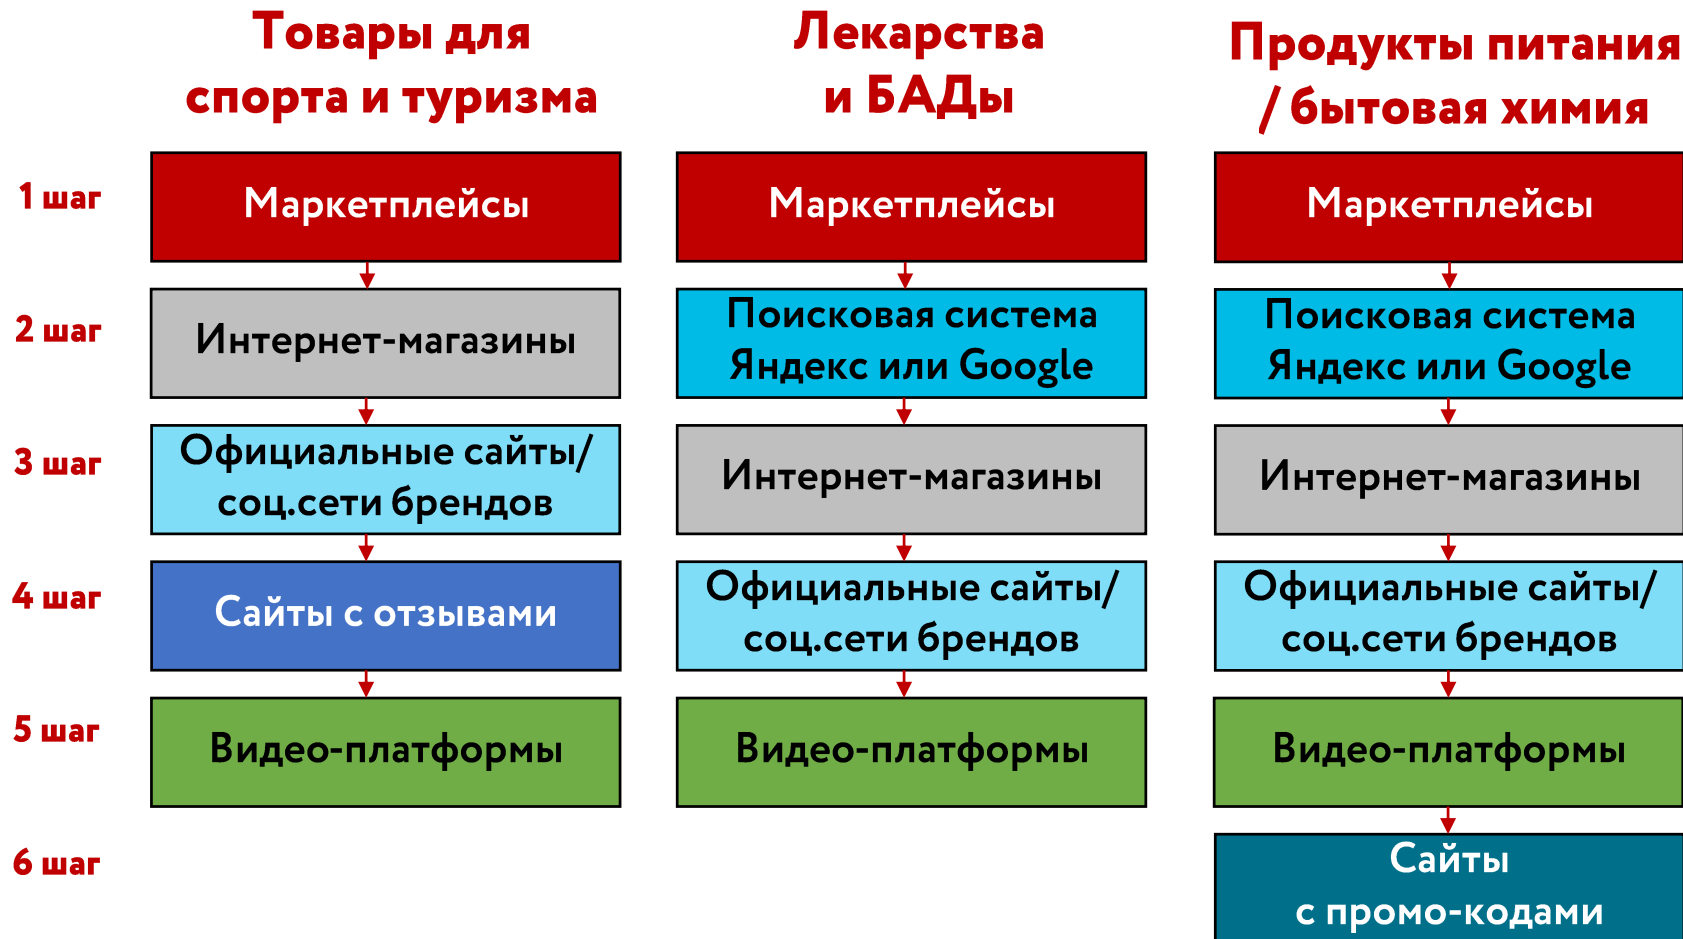 Товары для
спорта и туризма
Лекарства
и БАДы
Продукты питания
/ бытовая химия
1 шаг
Маркетплейсы
Маркетплейсы
Маркетплейсы
2 шаг
Интернет-магазины
Поисковая система
Яндекс или Google
Поисковая система
Яндекс или Google
3 шаг
Официальные сайты/
соц.сети брендов
Интернет-магазины
Интернет-магазины
4 шаг
Сайты с отзывами
Официальные сайты/
соц.сети брендов
Официальные сайты/
соц.сети брендов
5 шаг
Видео-платформы
Видео-платформы
Видео-платформы
6 шаг
Сайты
с промо-кодами